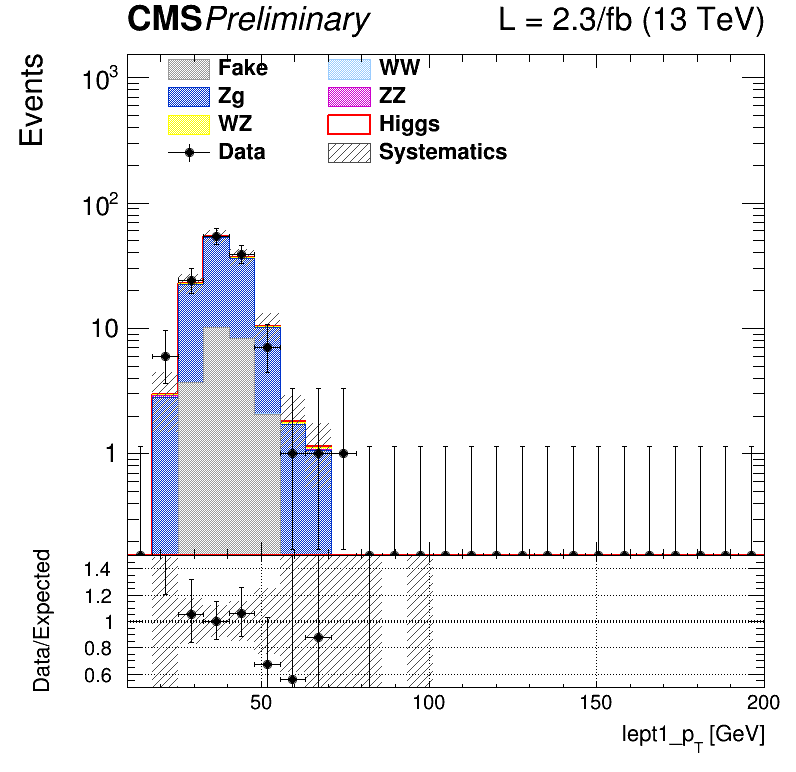 CMS Preliminary L = 2.3/fb (13 TeV)
Events
10³
10²
10
1
Fake WW
Zg ZZ
WZ Higgs
Data Systematics
Data/Expected
1.4
1.2
1
0.8
0.6
50 100 150 200
lept1_p_T [GeV]